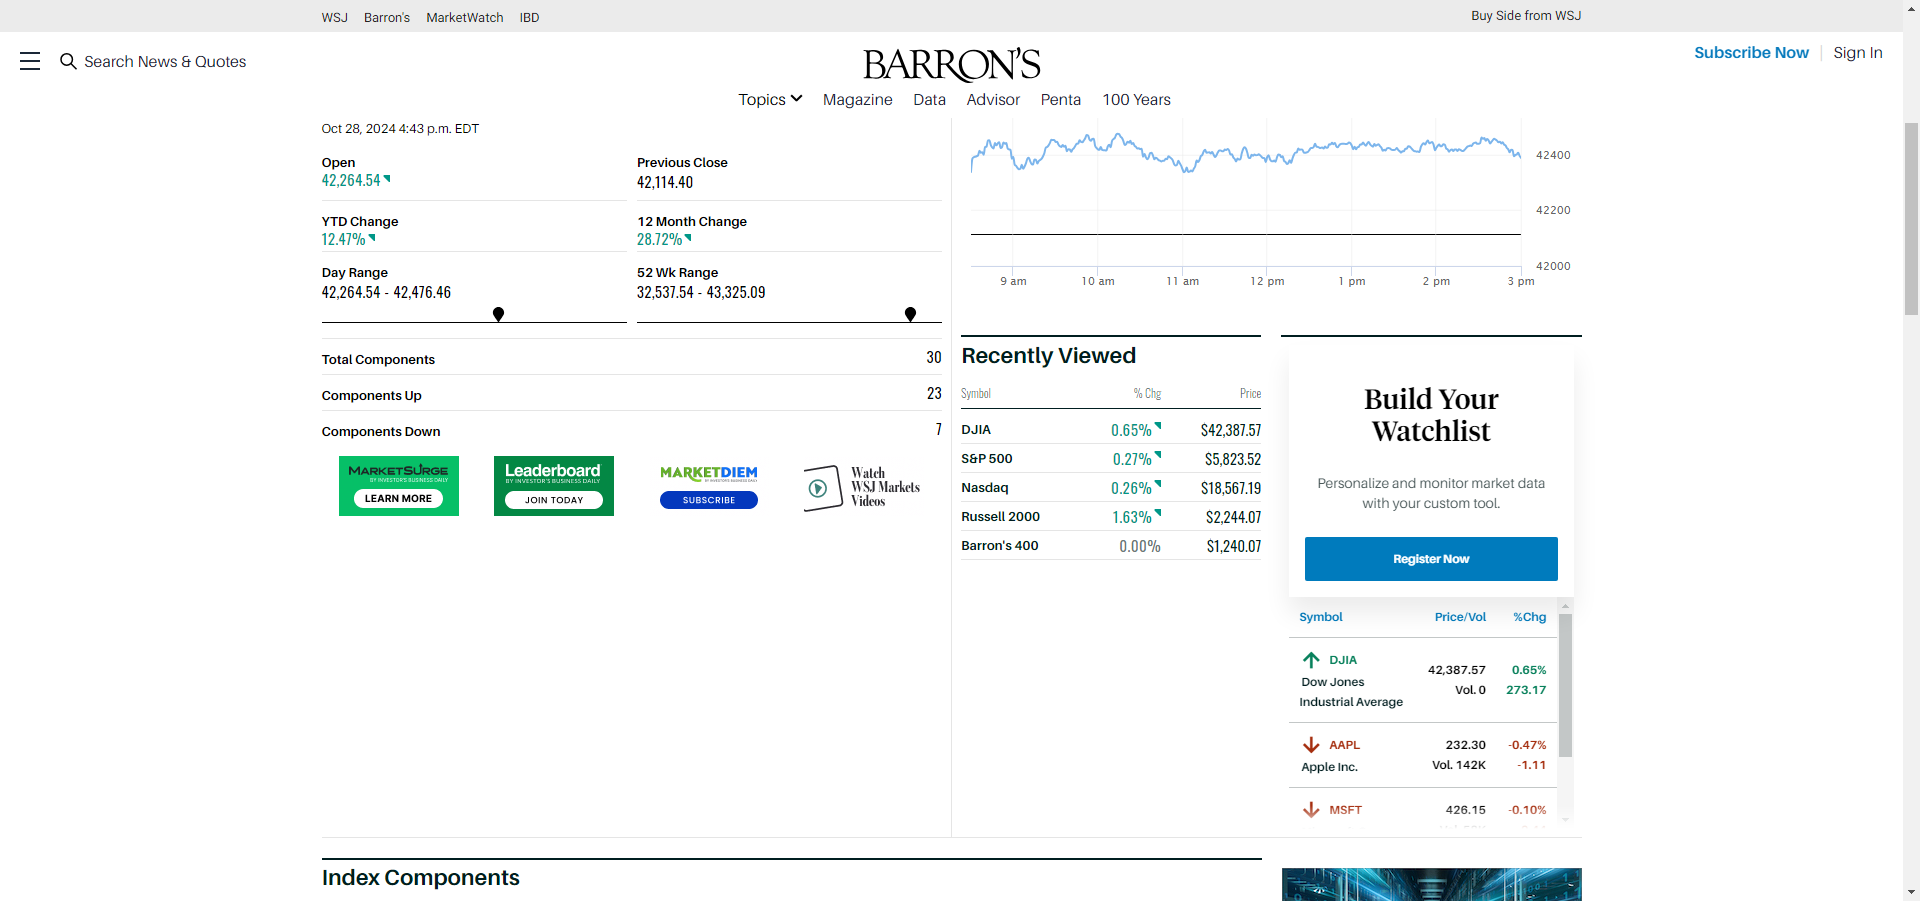 WSJ Barron's MarketWatch IBD
Buy Side from WSJ
Search News & Quotes
BARRON'S
Subscribe Now Sign In
Topics Magazine Data Advisor Penta 100 Years
Oct 28, 2024 4:43 p.m. EDT
Open
42,264.54
Previous Close
42,114.40
YTD Change
12.47%
12 Month Change
28.72%
Day Range
42,264.54 - 42,476.46
52 Wk Range
32,537.54 - 43,325.09
Total Components 30
Components Up 23
Components Down 7
MARKETSURGE
BY INVESTOR'S BUSINESS DAILY
LEARN MORE
Leaderboard
BY INVESTOR'S BUSINESS DAILY
JOIN TODAY
MARKETDIEM
BY INVESTOR'S BUSINESS DAILY
SUBSCRIBE
Watch
WSJ Markets
Videos
42400
42200
42000
9 am 10 am 11 am 12 pm 1 pm 2 pm 3 pm
Recently Viewed
Symbol % Chg Price
DJIA 0.65% $42,387.57
S&P 500 0.27% $5,823.52
Nasdaq 0.26% $18,567.19
Russell 2000 1.63% $2,244.07
Barron's 400 0.00% $1,240.07
Build Your
Watchlist
Personalize and monitor market data
with your custom tool.
Register Now
Symbol Price/Vol %Chg
DJIA 42,387.57 0.65%
Dow Jones Vol. 0 273.17
Industrial Average
AAPL 232.30 -0.47%
Apple Inc. Vol. 142K -1.11
MSFT 426.15 -0.10%
Index Components